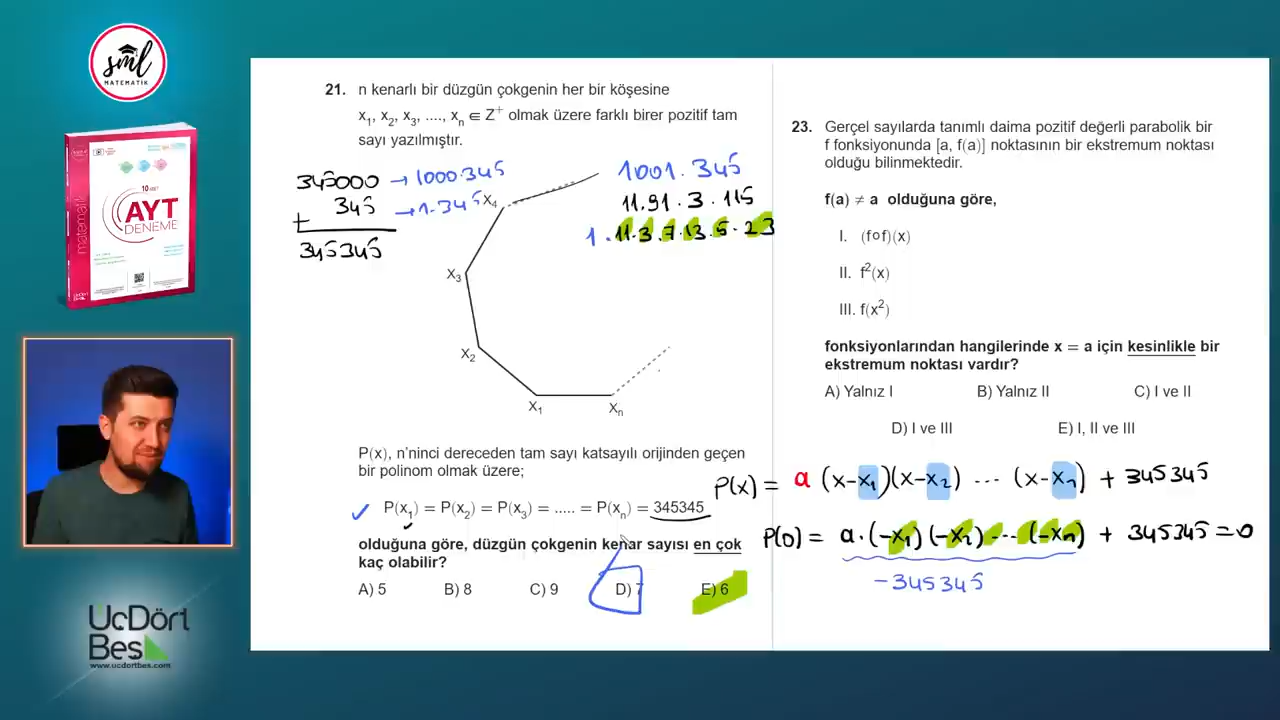 sml
MATEMATİK
matematik
10 ADET
AYT
DENEME
UcDört
Bes
UcDört
Bes
www.ucdortbes.com
21. n kenarlı bir düzgün çokgenin her bir köşesine
x1, x2, x3, ...., xn ∈ Z+ olmak üzere farklı birer pozitif tam
sayı yazılmıştır.
345000 → 1000.345
+ 345 → 1.345
345345
1001.345
11.91.3.115
1.11.3.7.13.5.23
X4
X3
X2
X1
Xn
P(x), n'ninci dereceden tam sayı katsayılı orijinden geçen
bir polinom olmak üzere;
P(x1) = P(x2) = P(x3) = ..... = P(xn) = 345345
olduğuna göre, düzgün çokgenin kenar sayısı en çok
kaç olabilir?
A) 5 B) 8 C) 9 D) 7 E) 6
23. Gerçel sayılarda tanımlı daima pozitif değerli parabolik bir
f fonksiyonunda [a, f(a)] noktasının bir ekstremum noktası
olduğu bilinmektedir.
f(a) ≠ a olduğuna göre,
I. (fof)(x)
II. f²(x)
III. f(x²)
fonksiyonlarından hangilerinde x = a için kesinlikle bir
ekstremum noktası vardır?
A) Yalnız I B) Yalnız II C) I ve II
D) I ve III E) I, II ve III
P(x) = a (x-x1)(x-x2) ... (x-xn) + 345345
P(0) = a.(-x1)(-x2) ... (-xn) + 345345 = 0
-345345